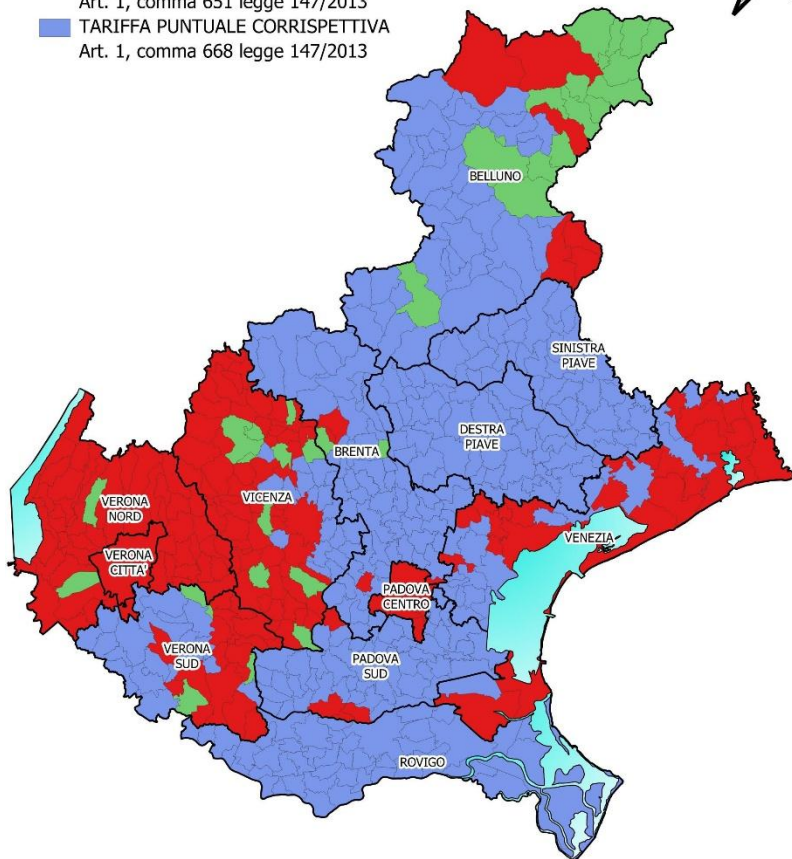 Art. 1, comma 651 legge 147/2013
TARIFFA PUNTUALE CORRISPETTIVA
Art. 1, comma 668 legge 147/2013
BELLUNO
SINISTRA
PIAVE
DESTRA
PIAVE
BRENTA
VICENZA
VERONA
NORD
VENEZIA
VERONA
CITTA'
PADOVA
CENTRO
VERONA
SUD
PADOVA
SUD
ROVIGO